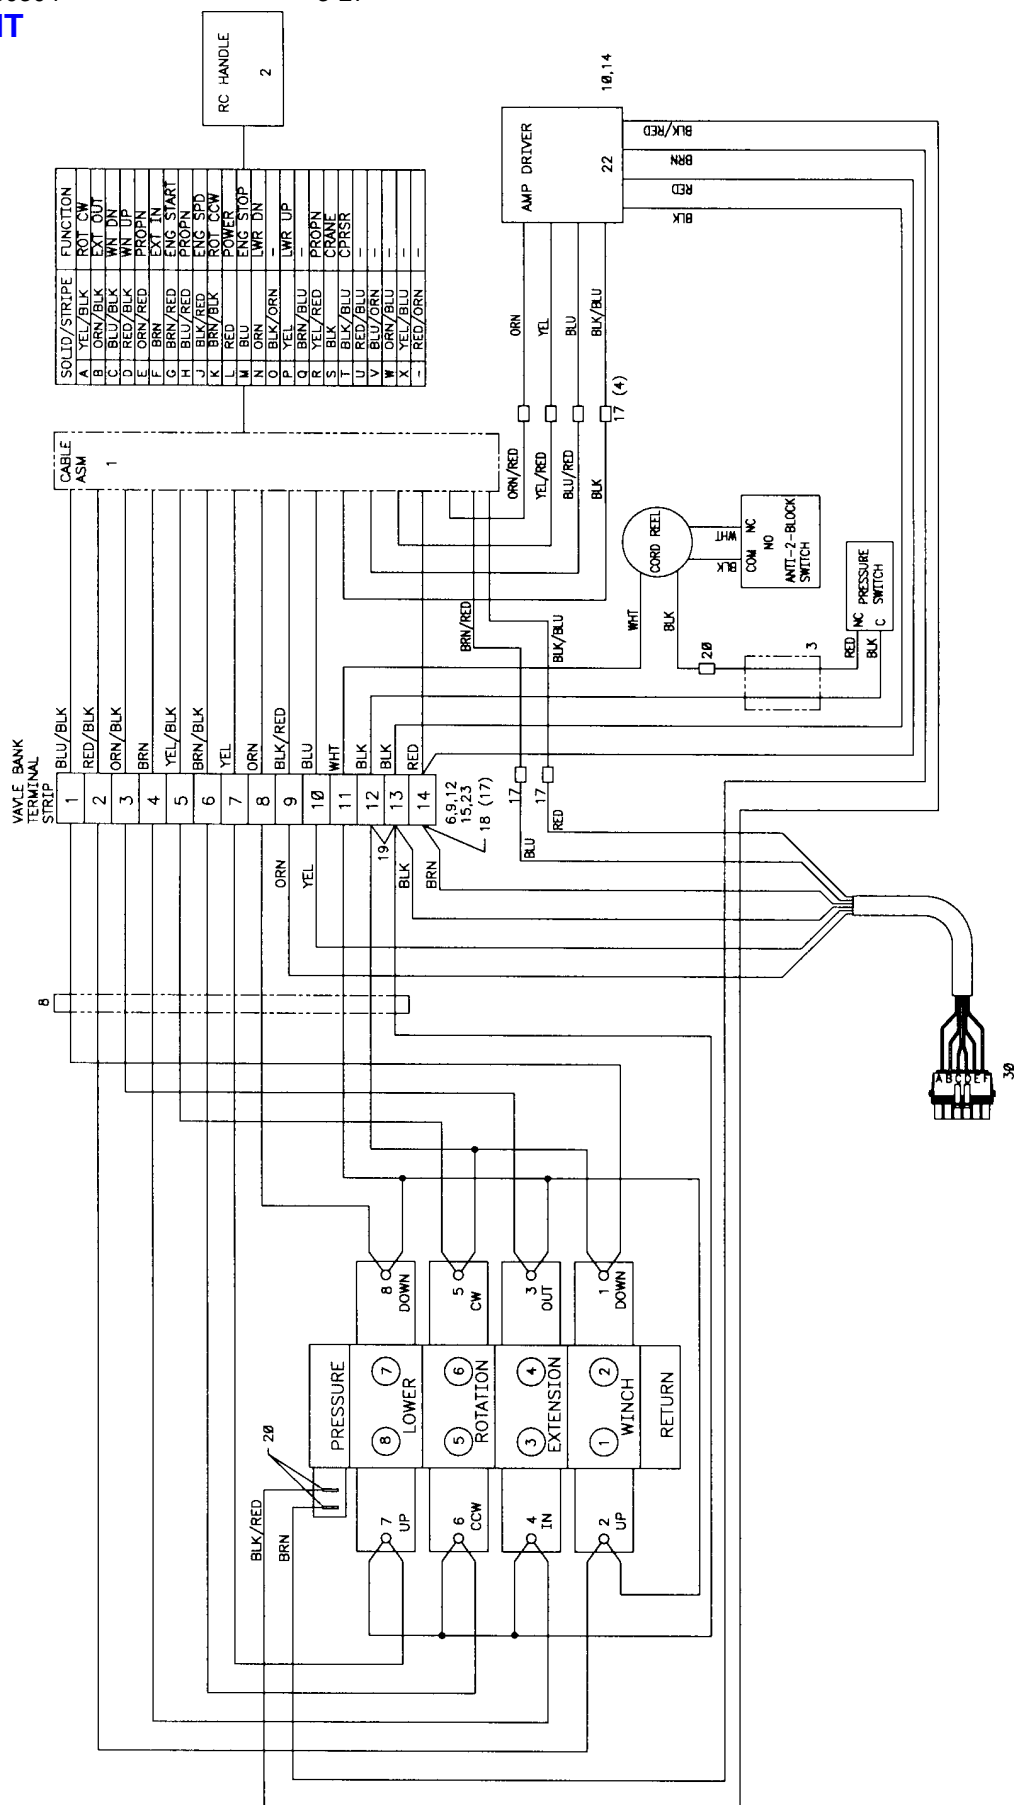 IT
RC HANDLE
2
SOLID/STRIPE FUNCTION
A YEL/BLK ROT CW
B ORN/BLK EXT OUT
C BLU/BLK WN DN
D RED/BLK WN UP
E ORN/RED PROPN
F BRN EXT IN
G BRN/RED ENG START
H BLU/RED PROPN
J BLK/RED ENG SPD
K BRN/BLK ROT CCW
L RED POWER
M BLU ENG STOP
N ORN LWR DN
O BLK/ORN -
P YEL LWR UP
Q BRN/BLU -
R YEL/RED PROPN
S BLK CRANE
T BLK/BLU CPRSR
U RED/BLU -
V BLU/ORN -
W ORN/BLU -
X YEL/BLU -
- RED/ORN -
10,14
AMP DRIVER
22
BLK/RED
BRN
RED
BLK
ORN
YEL
BLU
BLK/BLU
17 (4)
ORN/RED
YEL/RED
BLU/RED
BLK
CABLE
ASM
1
CORD REEL
WHT
BLK
COM NC
NO
ANTI-2-BLOCK
SWITCH
NC PRESSURE
C SWITCH
RED
BLK
3
WHT
BLK
20
BRN/RED
BLK/BLU
VAVLE BANK
TERMINAL
STRIP
1 BLU/BLK
2 RED/BLK
3 ORN/BLK
4 BRN
5 YEL/BLK
6 BRN/BLK
7 YEL
8 ORN
9 BLK/RED
10 BLU
11 WHT
12 BLK
13 BLK
14 RED
6,9,12
15,23
18 (17)
17
17
BLU
RED
19
ORN
YEL
BLK
BRN
8
A B C D E F
30
8
DOWN
5
CW
3
OUT
1
DOWN
PRESSURE
8 7
LOWER
5 6
ROTATION
3 4
EXTENSION
1 2
WINCH
RETURN
20
BLK/RED
BRN
7
UP
6
CCW
4
IN
2
UP